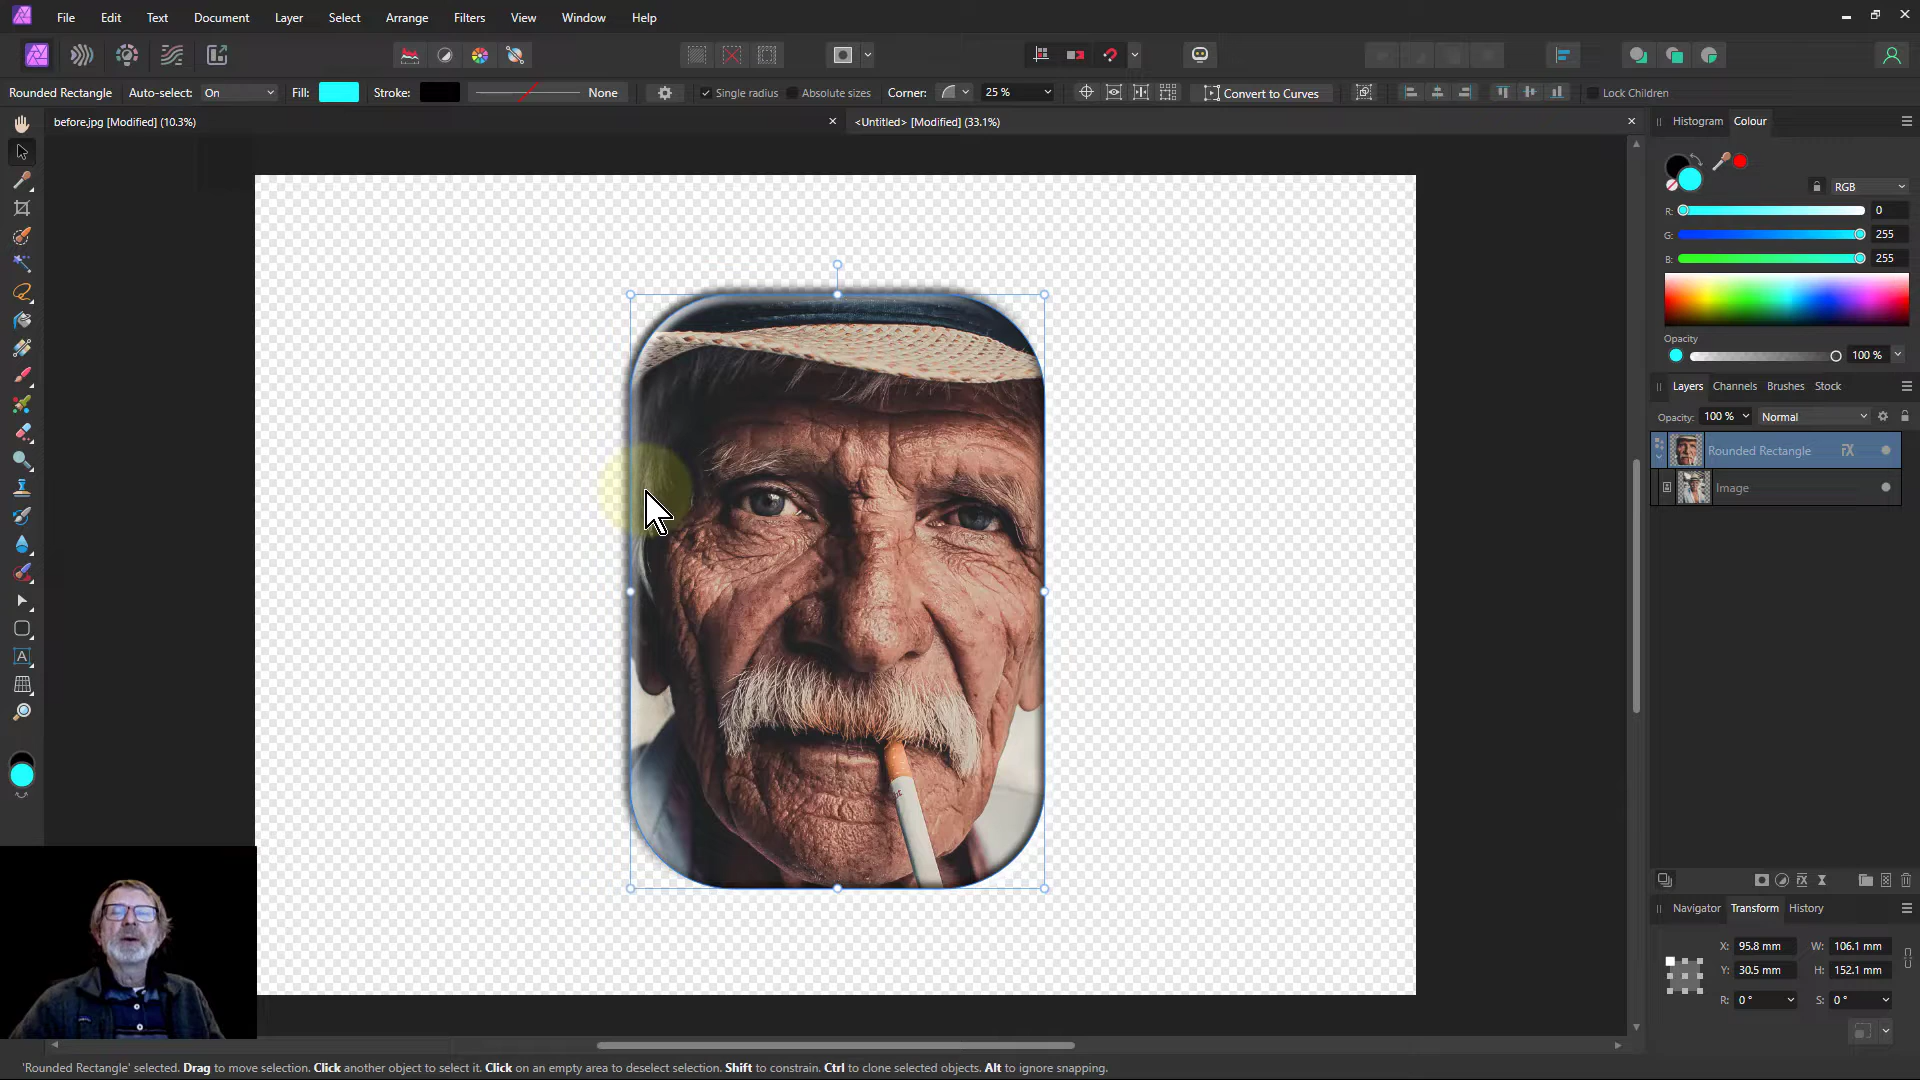 File Edit Text Document Layer Select Arrange Filters View Window Help
Rounded Rectangle Auto-select: On Fill: Stroke: None Single radius Absolute sizes Corner: 25 % Convert to Curves Lock Children
before.jpg [Modified] (10.3%)
<Untitled> [Modified] (33.1%)
Histogram Colour
RGB
R: 0
G: 255
B: 255
Opacity
100 %
Layers Channels Brushes Stock
Opacity: 100 % Normal
Rounded Rectangle
Image
Navigator Transform History
X: 95.8 mm W: 106.1 mm
Y: 30.5 mm H: 152.1 mm
R: 0 ° S: 0 °
'Rounded Rectangle' selected. Drag to move selection. Click another object to select it. Click on an empty area to deselect selection. Shift to constrain. Ctrl to clone selected objects. Alt to ignore snapping.